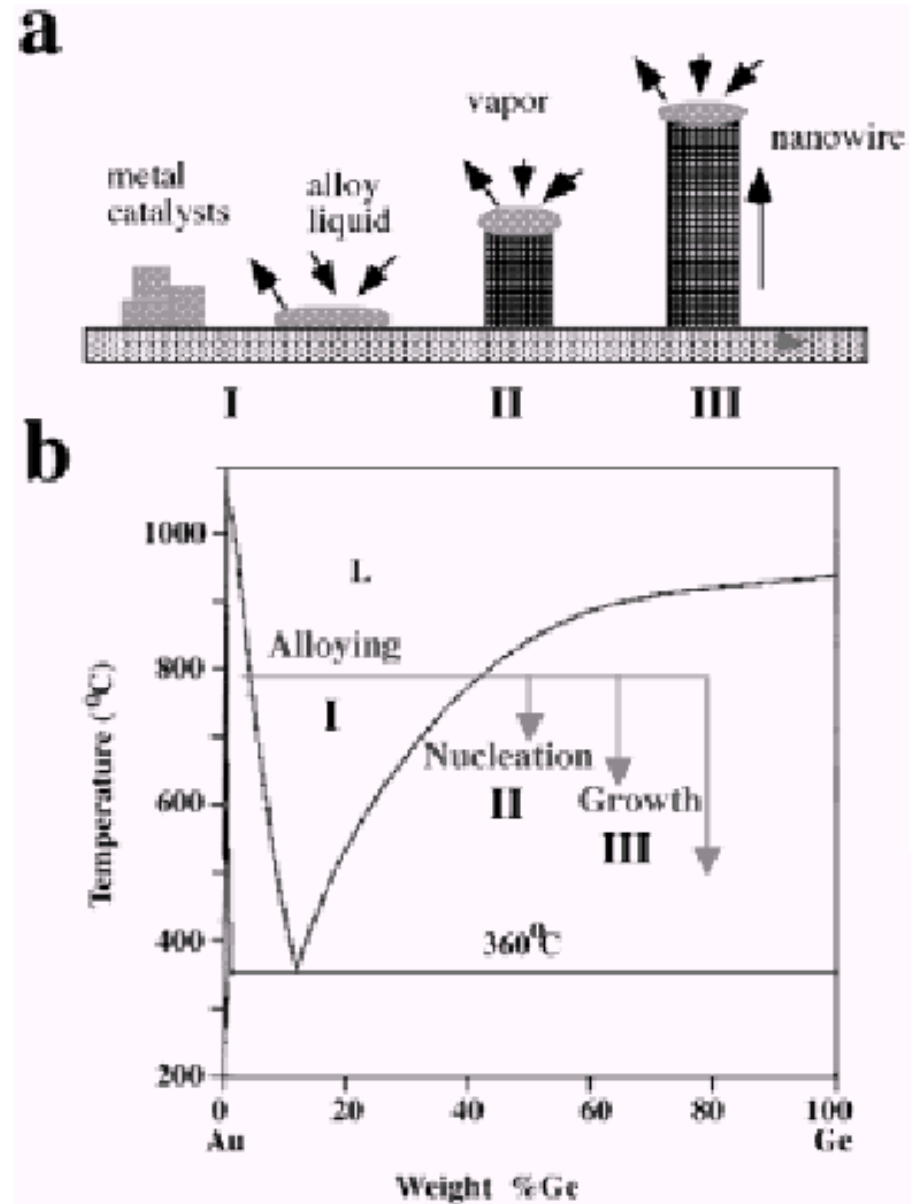 a
vapor
nanowire
metal
catalysts
alloy
liquid
I
II
III
b
1000
L
Alloying
800
I
Nucleation
II
Growth
III
600
400
360°C
200
0
20
40
60
80
100
Au
Ge
Temperature (°C)
Weight %Ge